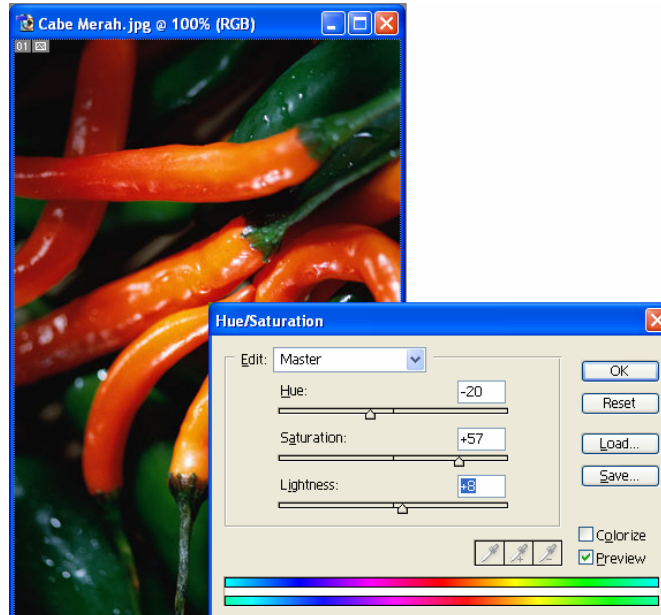 Cabe Merah.jpg @ 100% (RGB)
01
Hue/Saturation
Edit: Master
Hue: -20
Saturation: +57
Lightness: +8
OK
Reset
Load...
Save...
Colorize
Preview